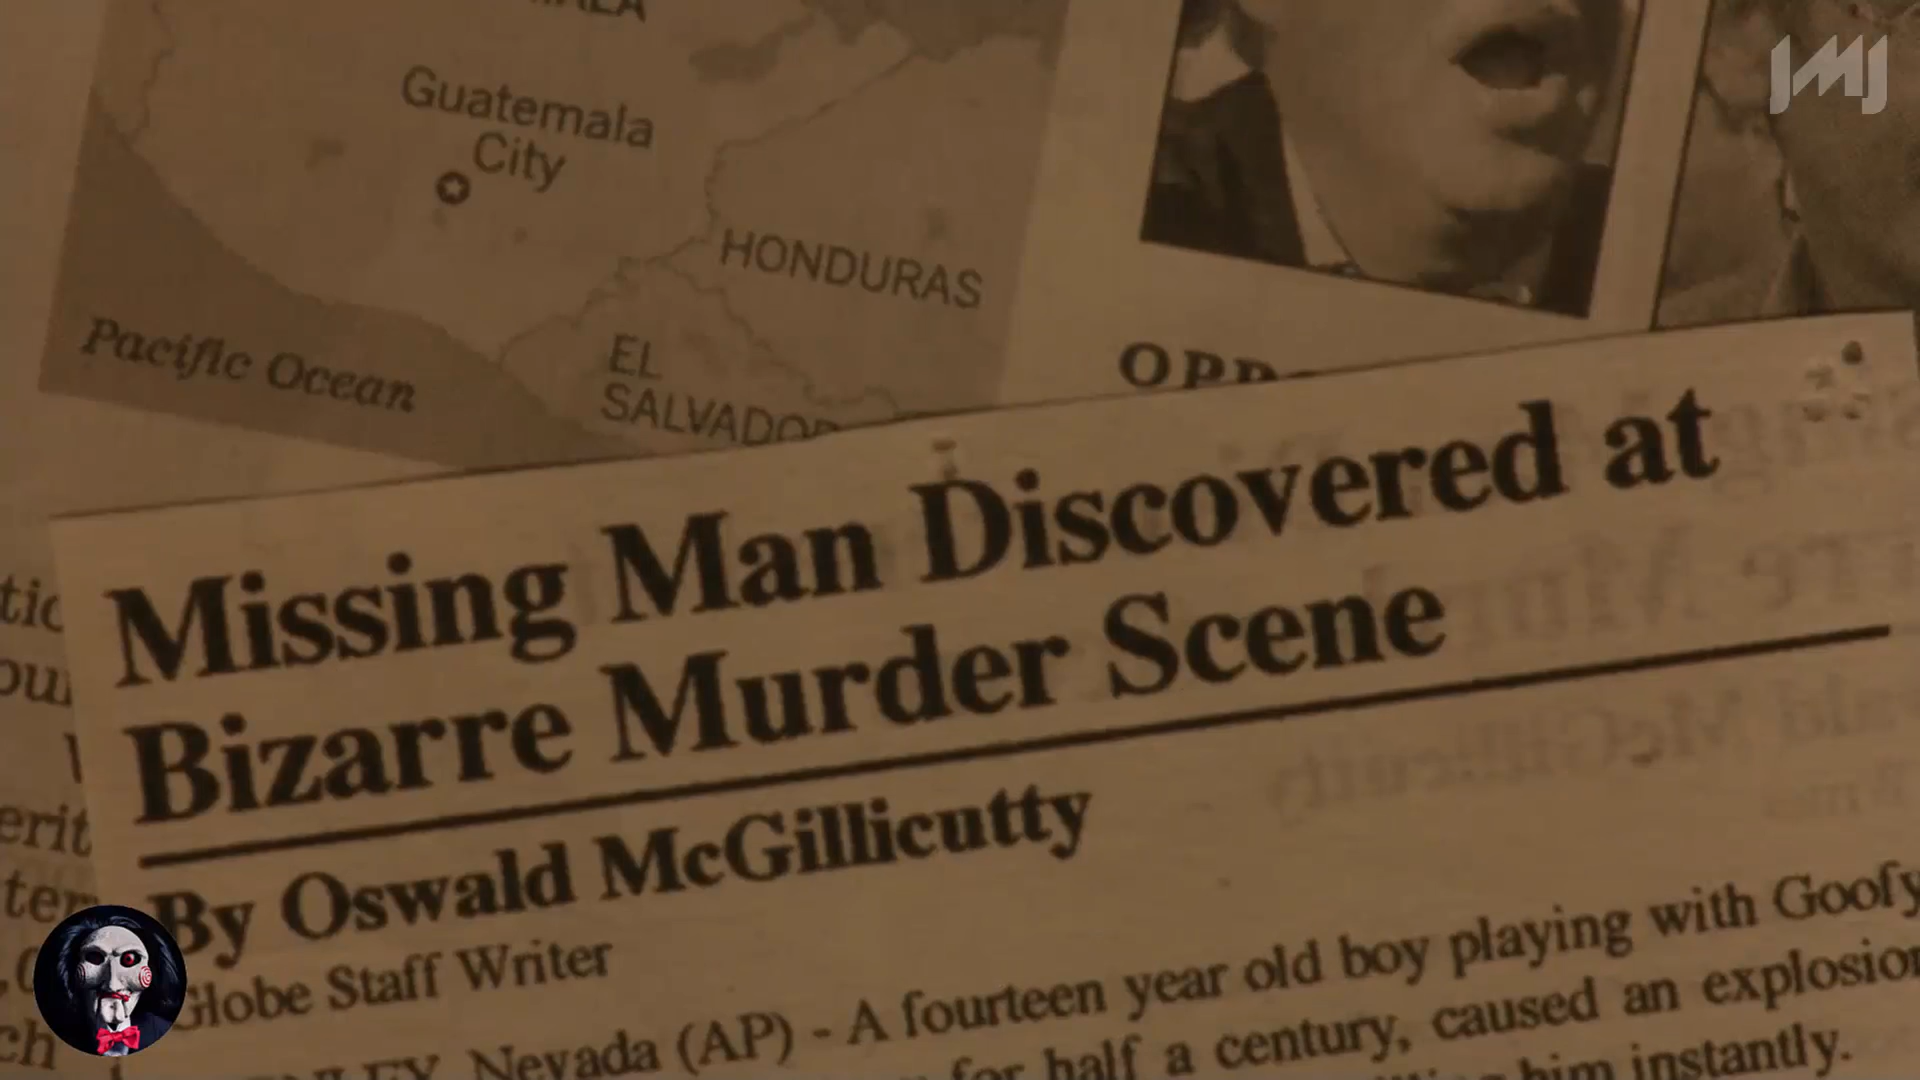 Guatemala
City
HONDURAS
Pacific Ocean
EL
SALVADOR
JMJ
Missing Man Discovered at
Bizarre Murder Scene
By Oswald McGillicutty
Globe Staff Writer
Nevada (AP) - A fourteen year old boy playing with Goofy
for half a century, caused an explosion
him instantly.